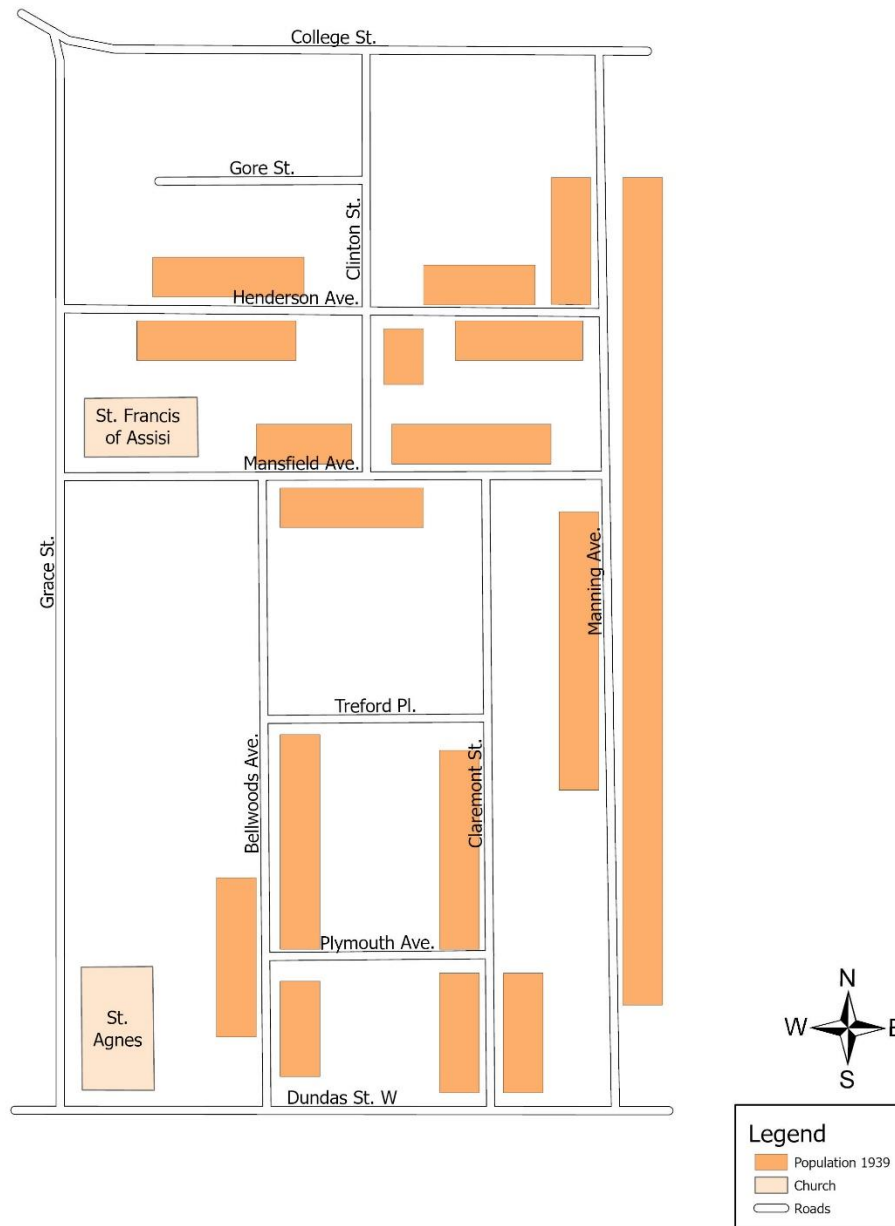 College St.
Gore St.
Clinton St.
Henderson Ave.
St. Francis
of Assisi
Mansfield Ave.
Grace St.
Manning Ave.
Treford Pl.
Bellwoods Ave.
Claremont St.
Plymouth Ave.
St.
Agnes
Dundas St. W
N
W
E
S
Legend
Population 1939
Church
Roads